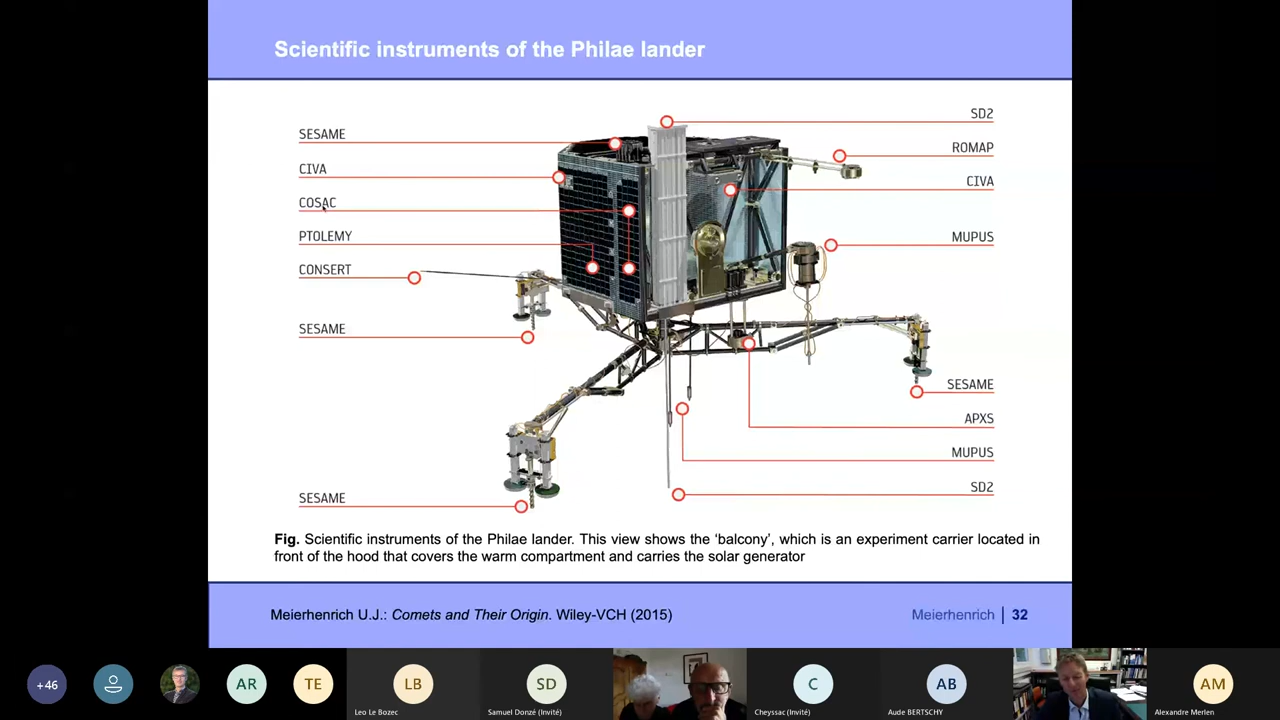 Scientific instruments of the Philae lander
SESAME
CIVA
COSAC
PTOLEMY
CONSERT
SESAME
SESAME
SD2
ROMAP
CIVA
MUPUS
SESAME
APXS
MUPUS
SD2
Fig. Scientific instruments of the Philae lander. This view shows the ‘balcony’, which is an experiment carrier located in
front of the hood that covers the warm compartment and carries the solar generator
Meierhenrich U.J.: Comets and Their Origin. Wiley-VCH (2015)
Meierhenrich | 32
+46
AR
TE
LB
Leo Le Bozec
SD
Samuel Donzé (Invité)
C
Cheyssac (Invité)
AB
Aude BERTSCHY
AM
Alexandre Merlen